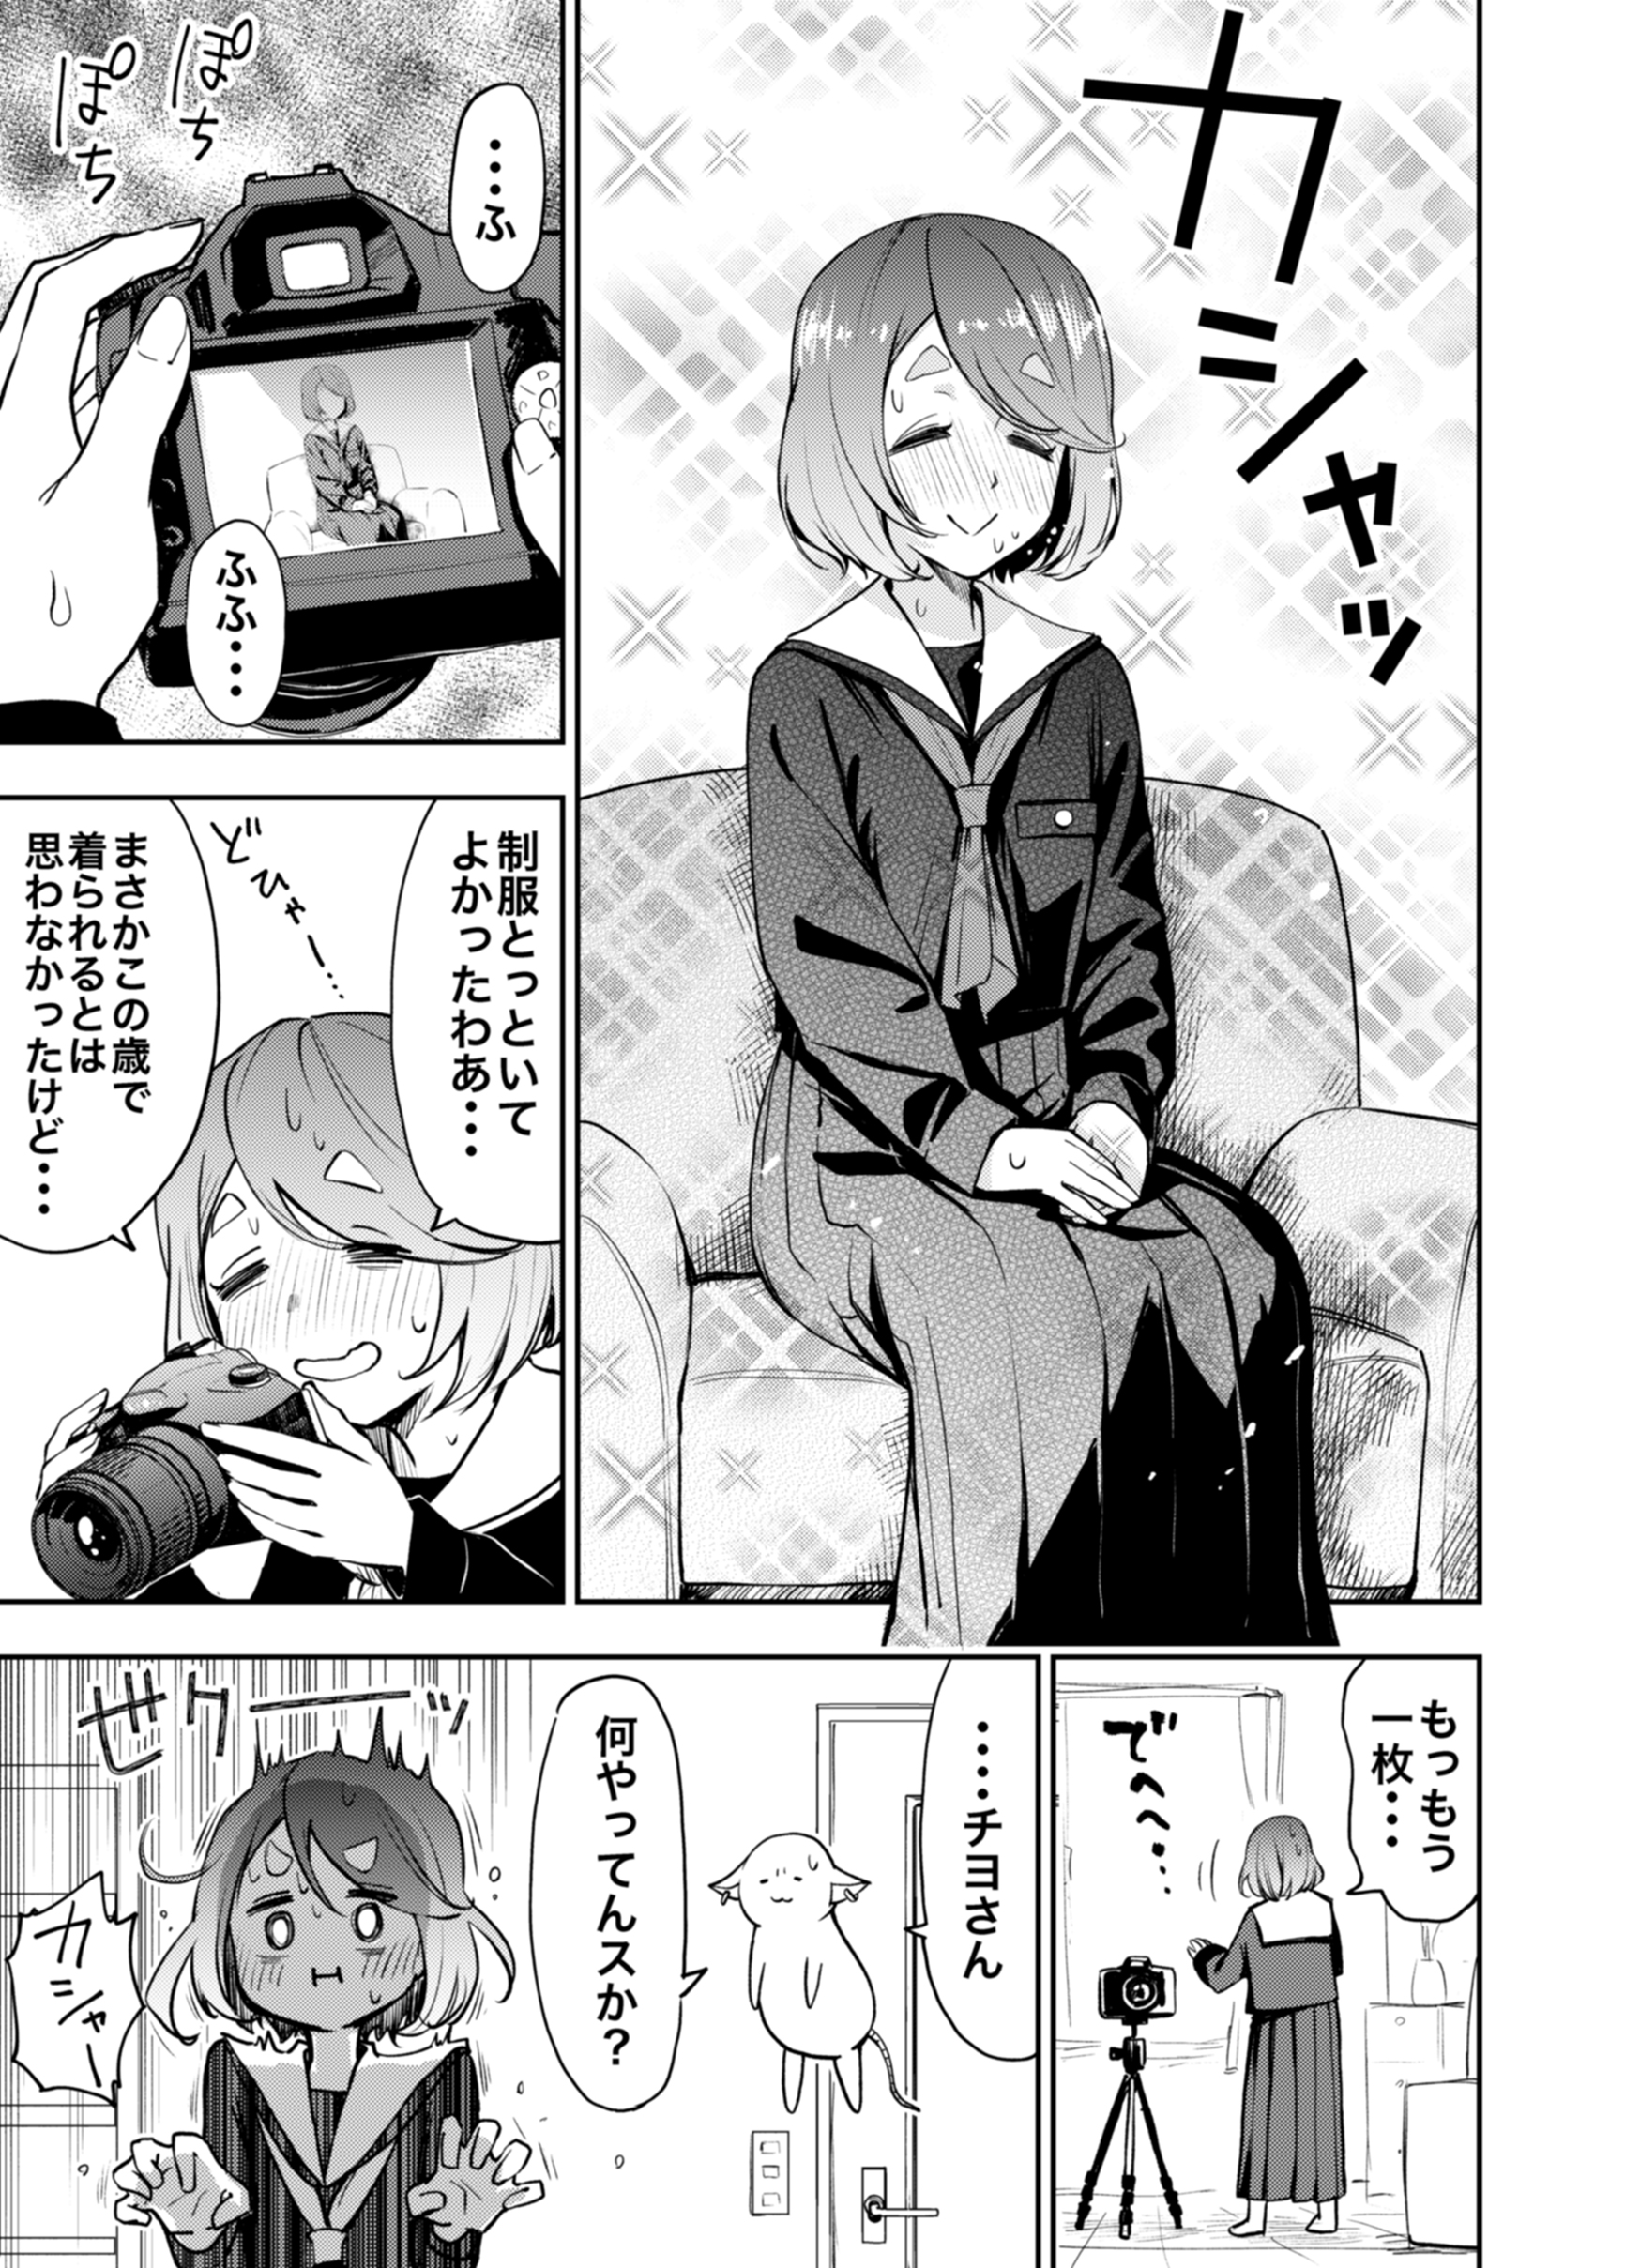 カシャッ
ぽち
ぽち
…ふ
ふふ…
制服とっといて
よかったわあ…
どひゃー…
まさかこの歳で
着られるとは
思わなかったけど…
もっもう
一枚…
でへへ…
……チヨさん
何やってんスか？
ビクーーッ
カシャー